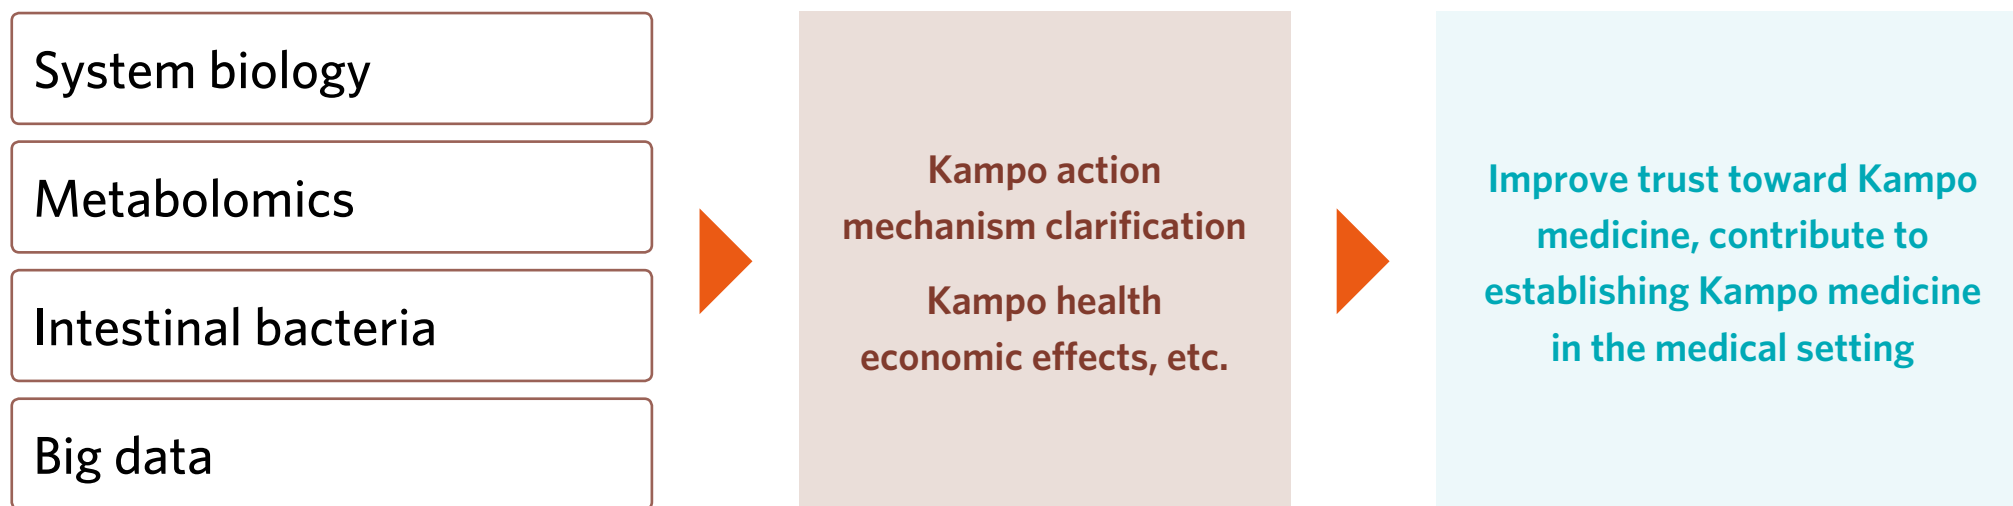 System biology
Metabolomics
Intestinal bacteria
Big data
Kampo action
mechanism clarification
Kampo health
economic effects, etc.
Improve trust toward Kampo
medicine, contribute to
establishing Kampo medicine
in the medical setting